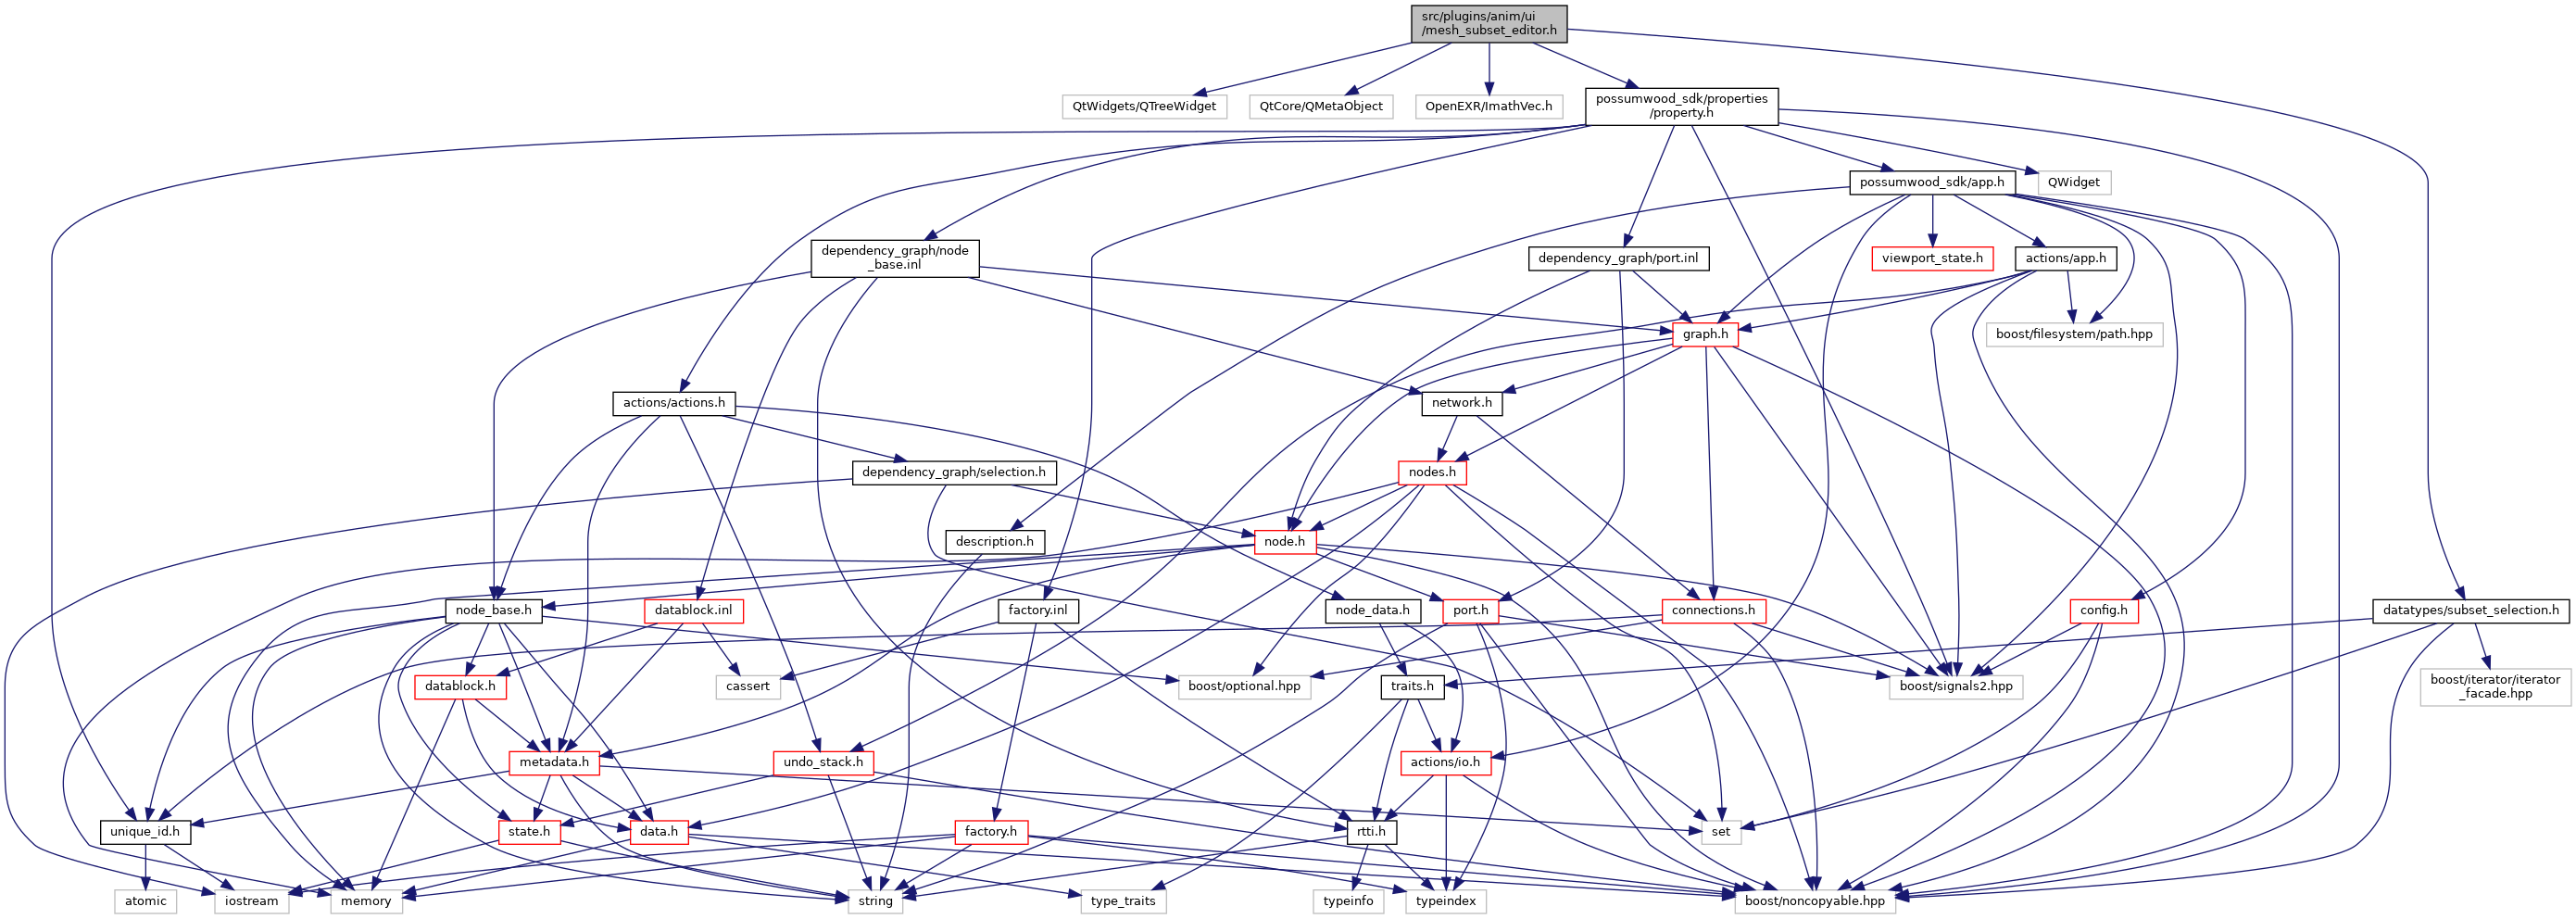 src/plugins/anim/ui
/mesh_subset_editor.h
QtWidgets/QTreeWidget
QtCore/QMetaObject
OpenEXR/ImathVec.h
possumwood_sdk/properties
/property.h
possumwood_sdk/app.h
QWidget
dependency_graph/node
_base.inl
dependency_graph/port.inl
viewport_state.h
actions/app.h
graph.h
boost/filesystem/path.hpp
actions/actions.h
network.h
dependency_graph/selection.h
nodes.h
description.h
node.h
node_base.h
datablock.inl
factory.inl
node_data.h
port.h
connections.h
config.h
datatypes/subset_selection.h
datablock.h
cassert
boost/optional.hpp
traits.h
boost/signals2.hpp
boost/iterator/iterator
_facade.hpp
metadata.h
undo_stack.h
actions/io.h
unique_id.h
state.h
data.h
factory.h
rtti.h
set
atomic
iostream
memory
string
type_traits
typeinfo
typeindex
boost/noncopyable.hpp